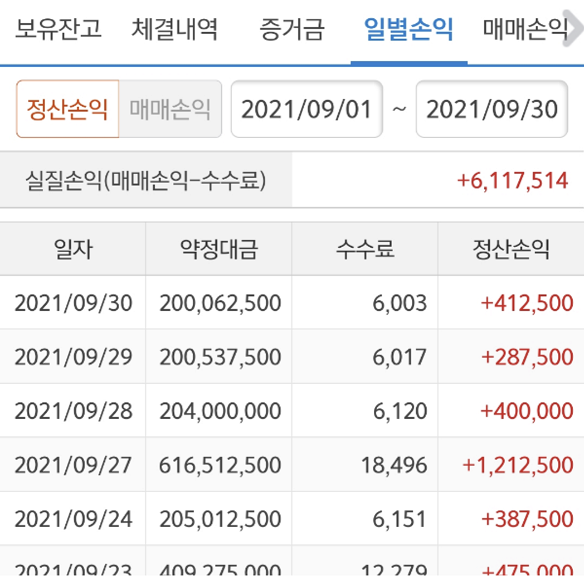 보유잔고 체결내역 증거금 일별손익 매매손익
정산손익 매매손익 2021/09/01 ~ 2021/09/30
실질손익(매매손익-수수료) +6,117,514
일자 약정대금 수수료 정산손익
2021/09/30 200,062,500 6,003 +412,500
2021/09/29 200,537,500 6,017 +287,500
2021/09/28 204,000,000 6,120 +400,000
2021/09/27 616,512,500 18,496 +1,212,500
2021/09/24 205,012,500 6,151 +387,500
2021/09/23 409,275,000 12,279 +475,000